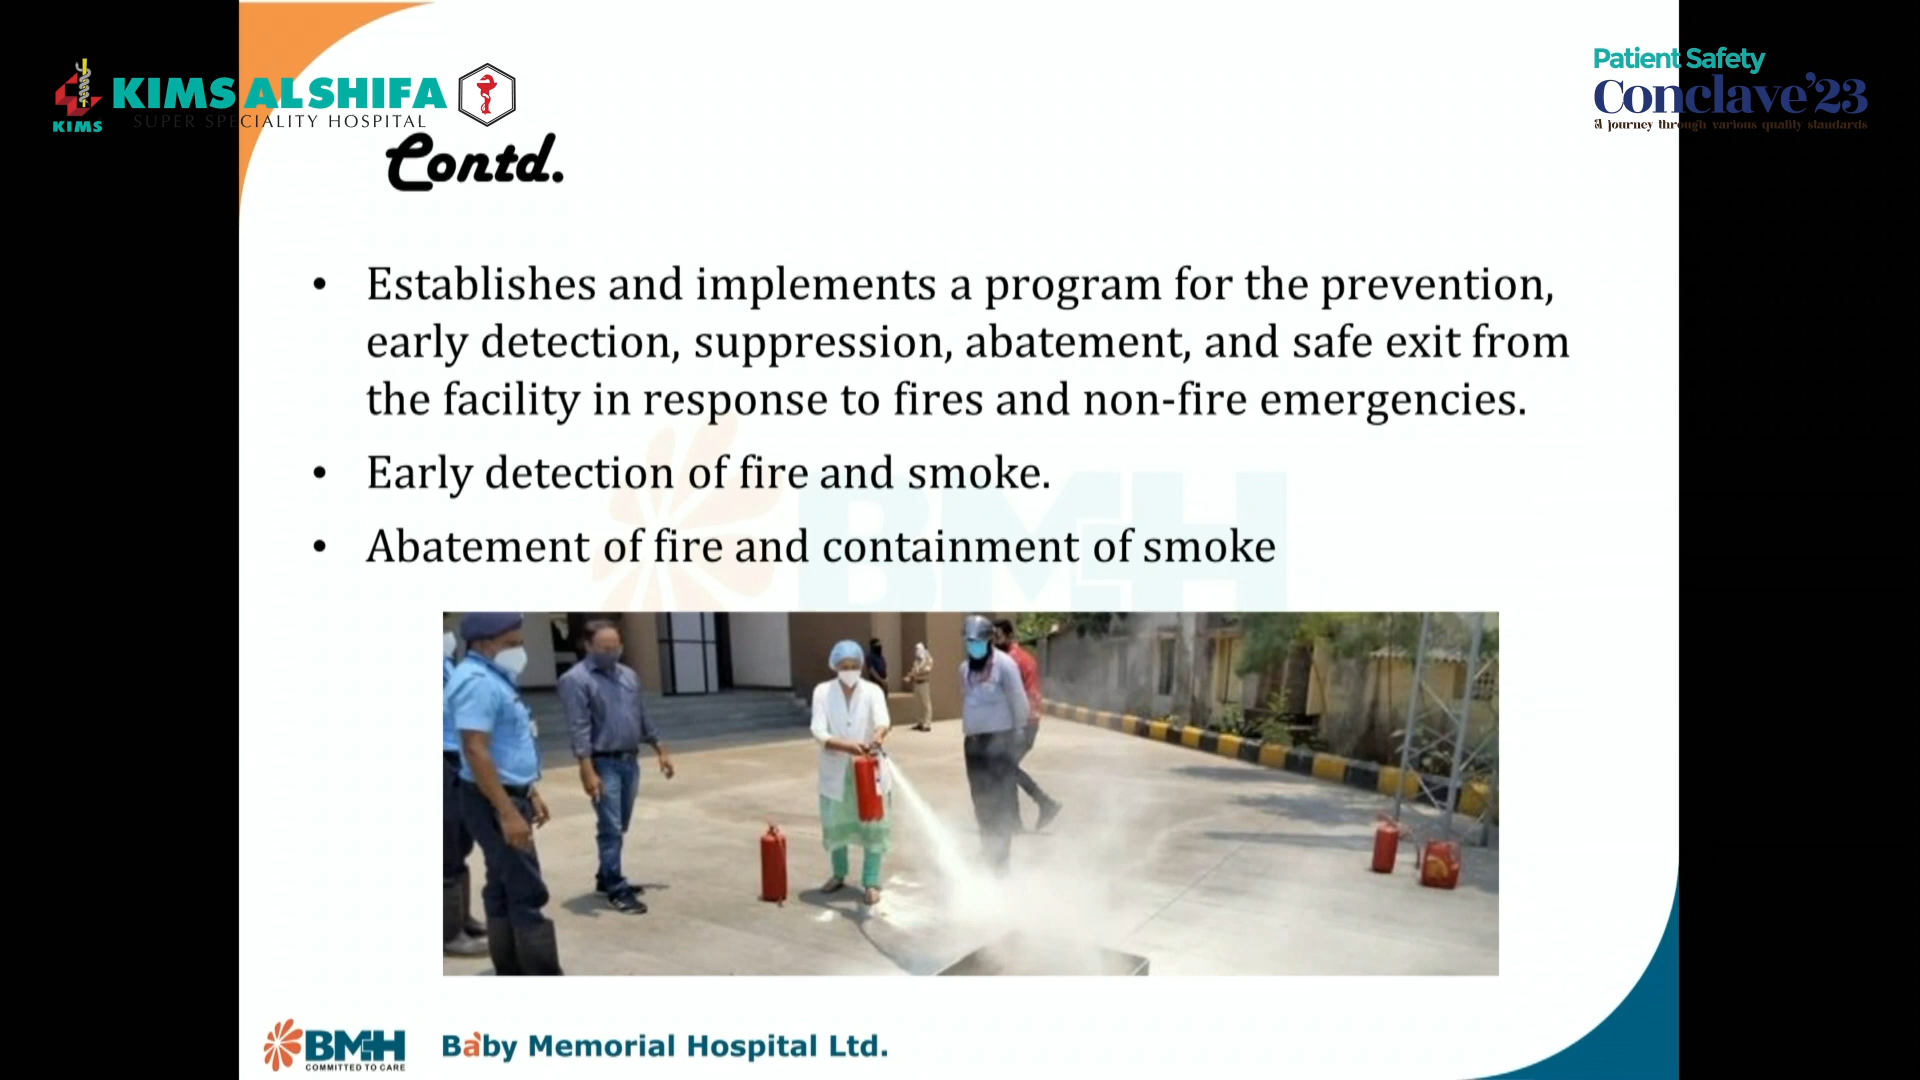 KIMS
KIMS ALSHIFA
SUPER SPECIALITY HOSPITAL
Patient Safety
Conclave'23
A journey through various quality standards
Contd.
• Establishes and implements a program for the prevention,
early detection, suppression, abatement, and safe exit from
the facility in response to fires and non-fire emergencies.
• Early detection of fire and smoke.
• Abatement of fire and containment of smoke
BMH
BMH
COMMITTED TO CARE
Baby Memorial Hospital Ltd.